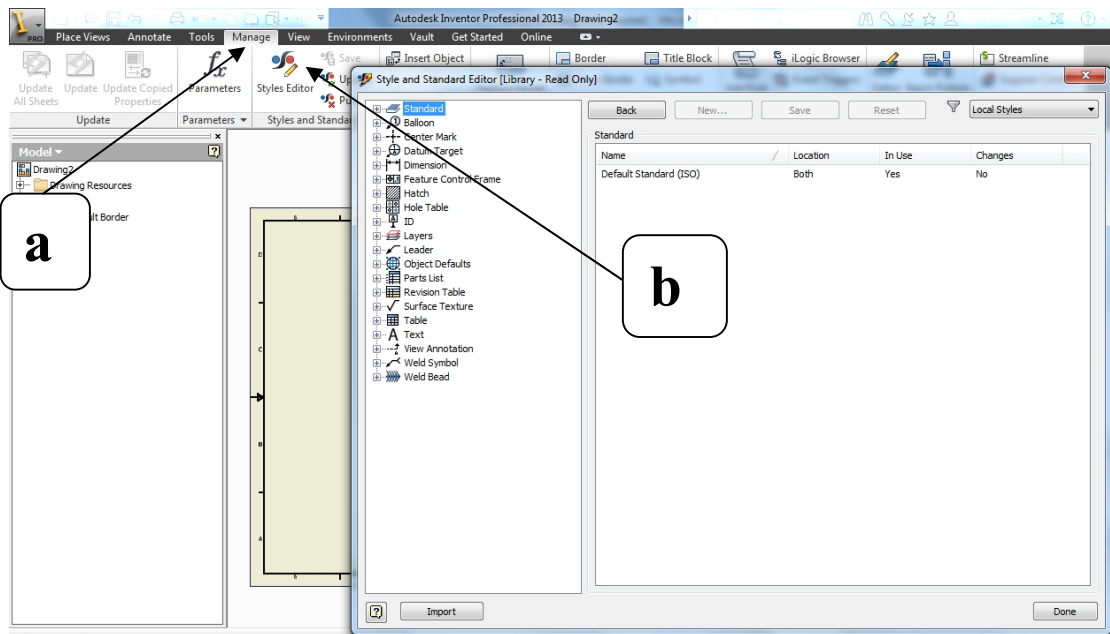 Autodesk Inventor Professional 2013 Drawing2
PRO Place Views Annotate Tools Manage View Environments Vault Get Started Online
Save Insert Object Border Title Block iLogic Browser Streamline
Update All Sheets
Update
Update Copied Properties
Parameters
Styles Editor
Update Parameters Styles and Standa
Style and Standard Editor [Library - Read Only]
Model
Drawing2
Drawing Resources
ult Border
a
b
Standard
Balloon
Center Mark
Datum Target
Dimension
Feature Control Frame
Hatch
Hole Table
ID
Layers
Leader
Object Defaults
Parts List
Revision Table
Surface Texture
Table
Text
View Annotation
Weld Symbol
Weld Bead
Back New... Save Reset Local Styles
Standard
Name Location In Use Changes
Default Standard (ISO) Both Yes No
Import Done